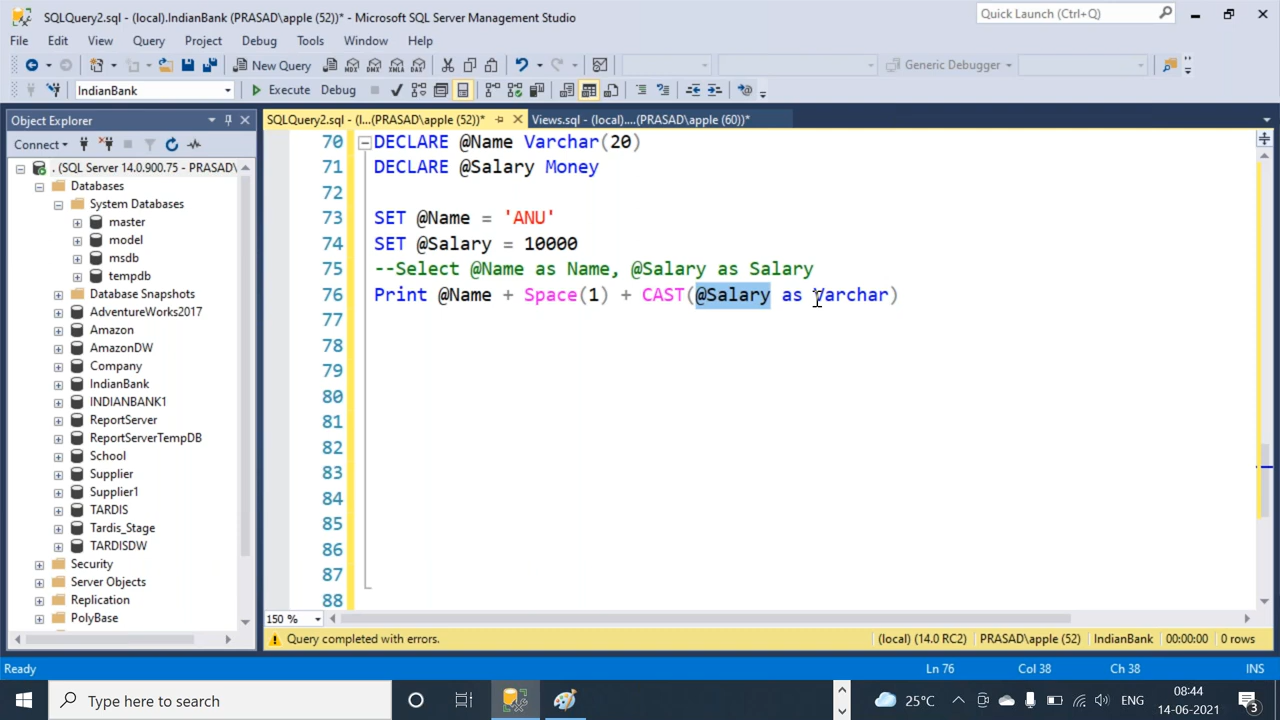 SQLQuery2.sql - (local).IndianBank (PRASAD\apple (52))* - Microsoft SQL Server Management Studio
Quick Launch (Ctrl+Q)
File Edit View Query Project Debug Tools Window Help
New Query MDX DMX XMLA DAX
Generic Debugger
IndianBank
Execute Debug
Object Explorer
SQLQuery2.sql - (l...(PRASAD\apple (52))*
Views.sql - (local)....(PRASAD\apple (60))*
Connect
. (SQL Server 14.0.900.75 - PRASAD\
Databases
System Databases
master
model
msdb
tempdb
Database Snapshots
AdventureWorks2017
Amazon
AmazonDW
Company
IndianBank
INDIANBANK1
ReportServer
ReportServerTempDB
School
Supplier
Supplier1
TARDIS
Tardis_Stage
TARDISDW
Security
Server Objects
Replication
PolyBase
70 DECLARE @Name Varchar(20)
71 DECLARE @Salary Money
72
73 SET @Name = 'ANU'
74 SET @Salary = 10000
75 --Select @Name as Name, @Salary as Salary
76 Print @Name + Space(1) + CAST(@Salary as Varchar)
77
78
79
80
81
82
83
84
85
86
87
88
150 %
Query completed with errors.
(local) (14.0 RC2) PRASAD\apple (52) IndianBank 00:00:00 0 rows
Ready
Ln 76 Col 38 Ch 38 INS
Type here to search
25°C
ENG
08:44
14-06-2021
3